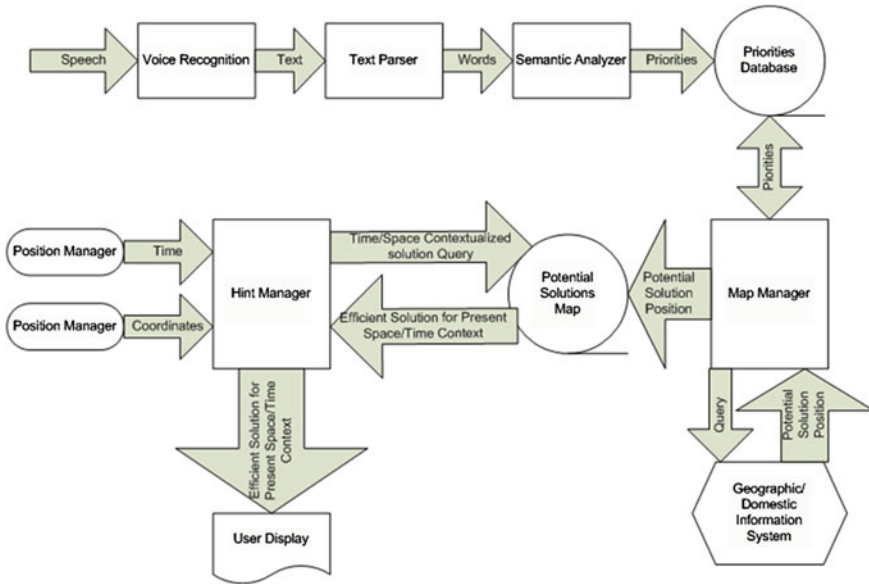 Speech
Voice Recognition
Text
Text Parser
Words
Semantic Analyzer
Priorities
Priorities
Database
Piorities
Position Manager
Time
Position Manager
Coordinates
Hint Manager
Time/Space Contextualized
solution Query
Efficient Solution for Present
Space/Time Context
Potential
Solutions
Map
Potential
Solution
Position
Map Manager
Query
Potential
Solution
Position
Geographic/
Domestic
Information
System
Efficient Solution for
Present Space/Time
Context
User Display